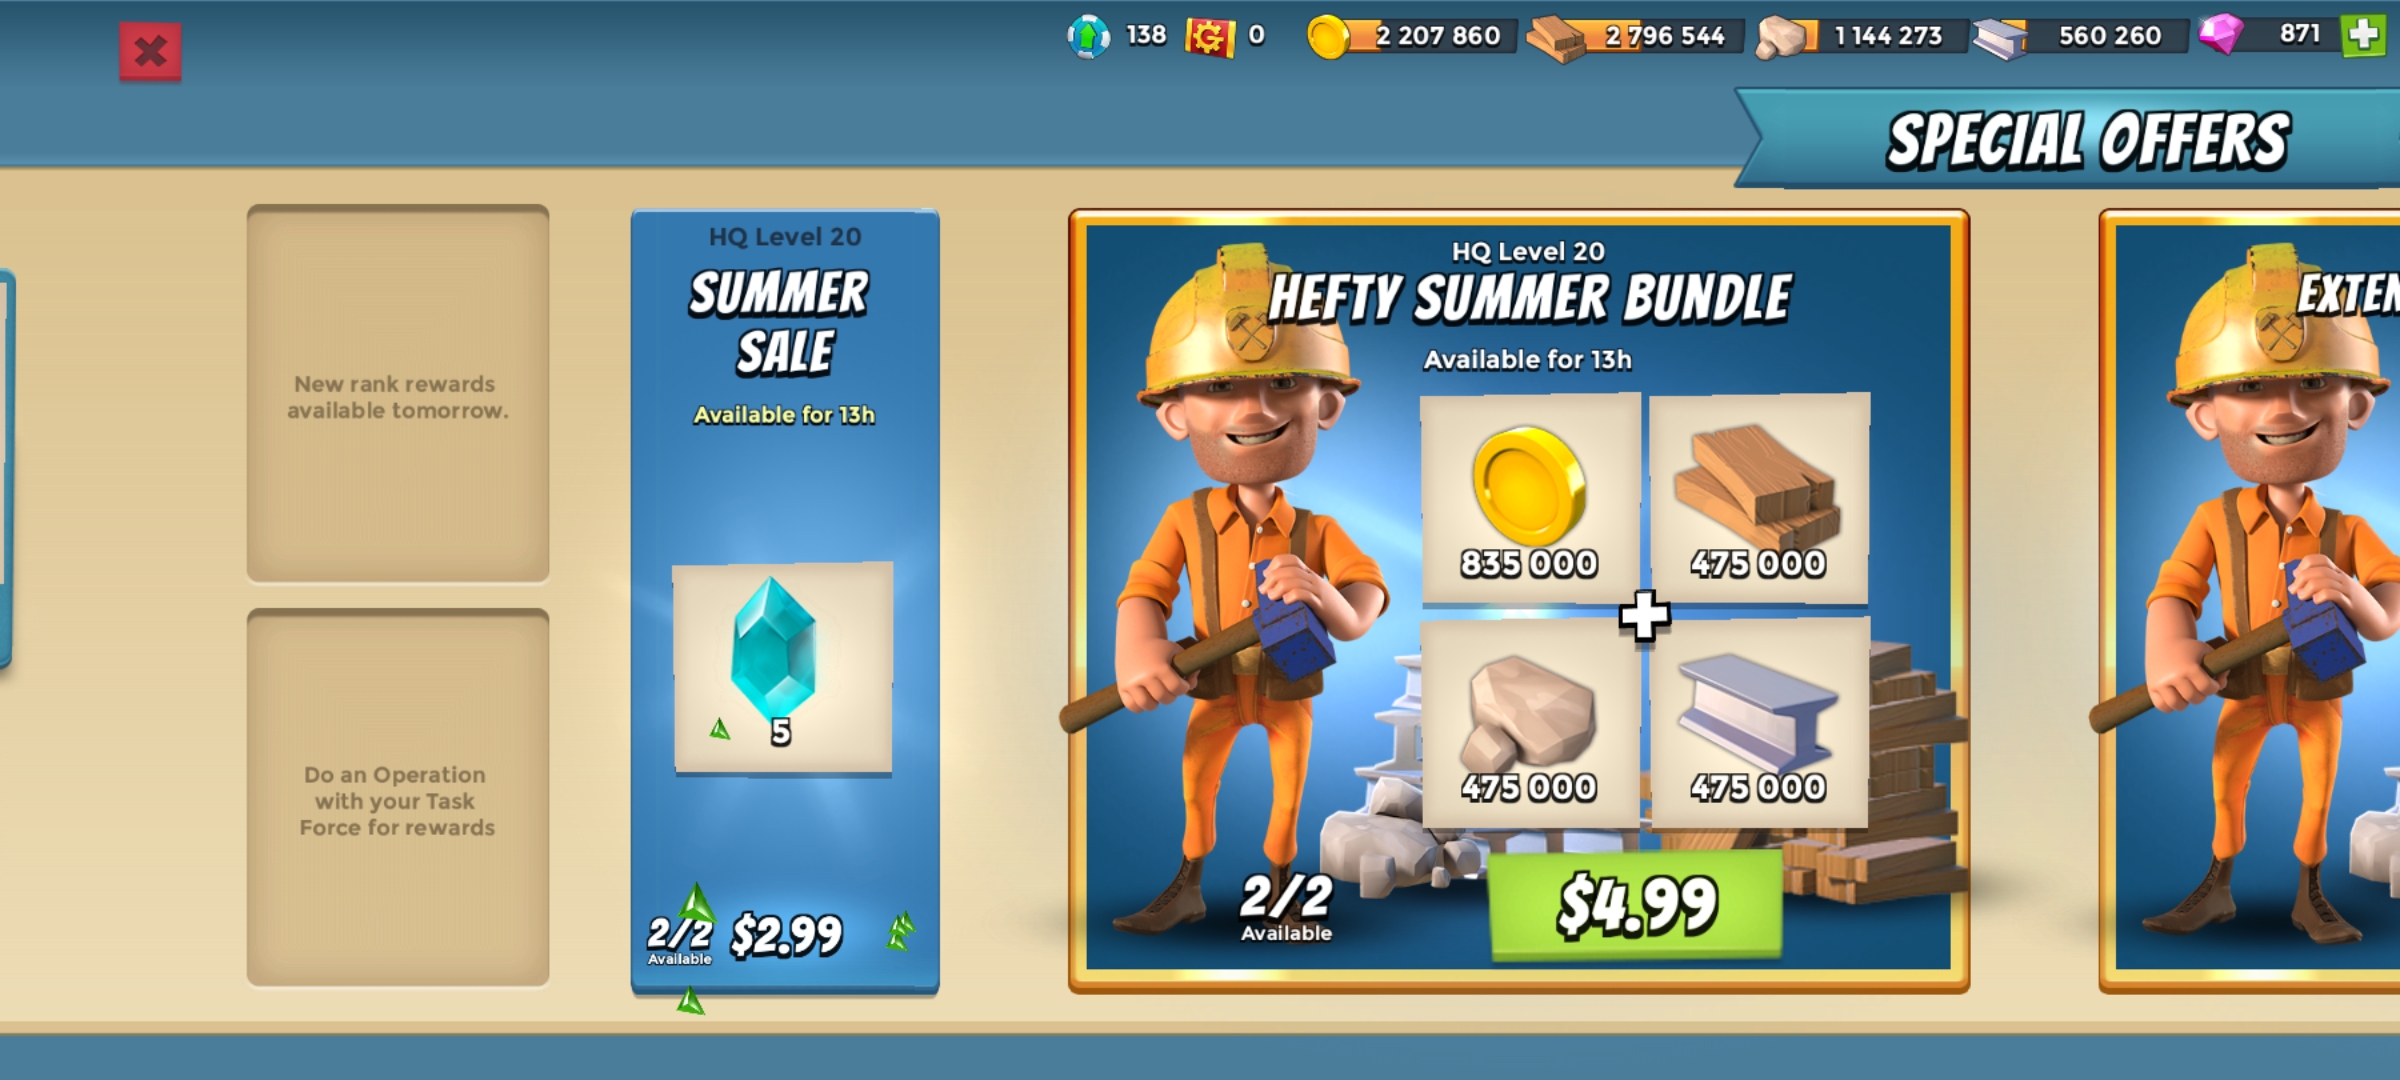 138
0
2 207 860
2 796 544
1 144 273
560 260
871
SPECIAL OFFERS
New rank rewards
available tomorrow.
Do an Operation
with your Task
Force for rewards
HQ Level 20
SUMMER
SALE
Available for 13h
5
2/2
Available
$2.99
HQ Level 20
HEFTY SUMMER BUNDLE
Available for 13h
835 000
475 000
475 000
475 000
2/2
Available
$4.99